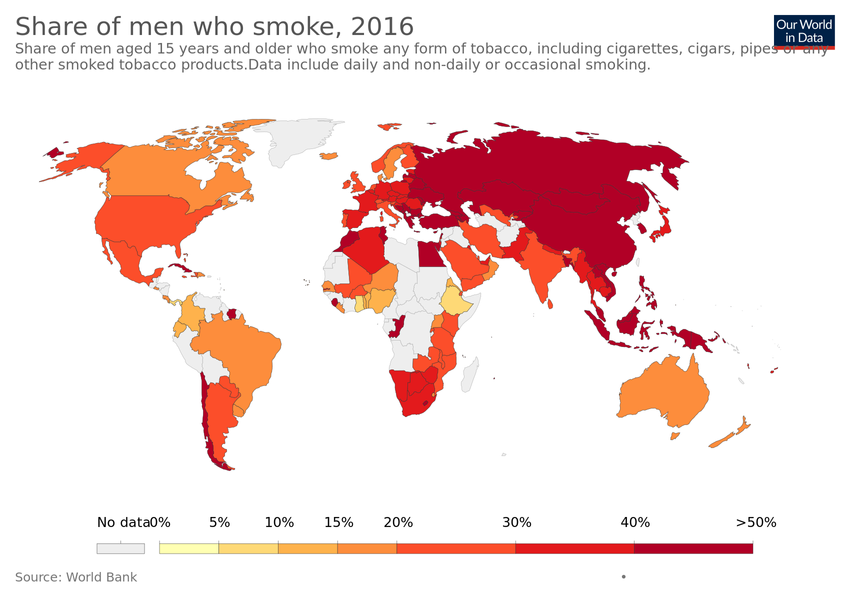 Share of men who smoke, 2016
Our World
in Data
Share of men aged 15 years and older who smoke any form of tobacco, including cigarettes, cigars, pipes or any
other smoked tobacco products.Data include daily and non-daily or occasional smoking.
No data 0% 5% 10% 15% 20% 30% 40% >50%
Source: World Bank